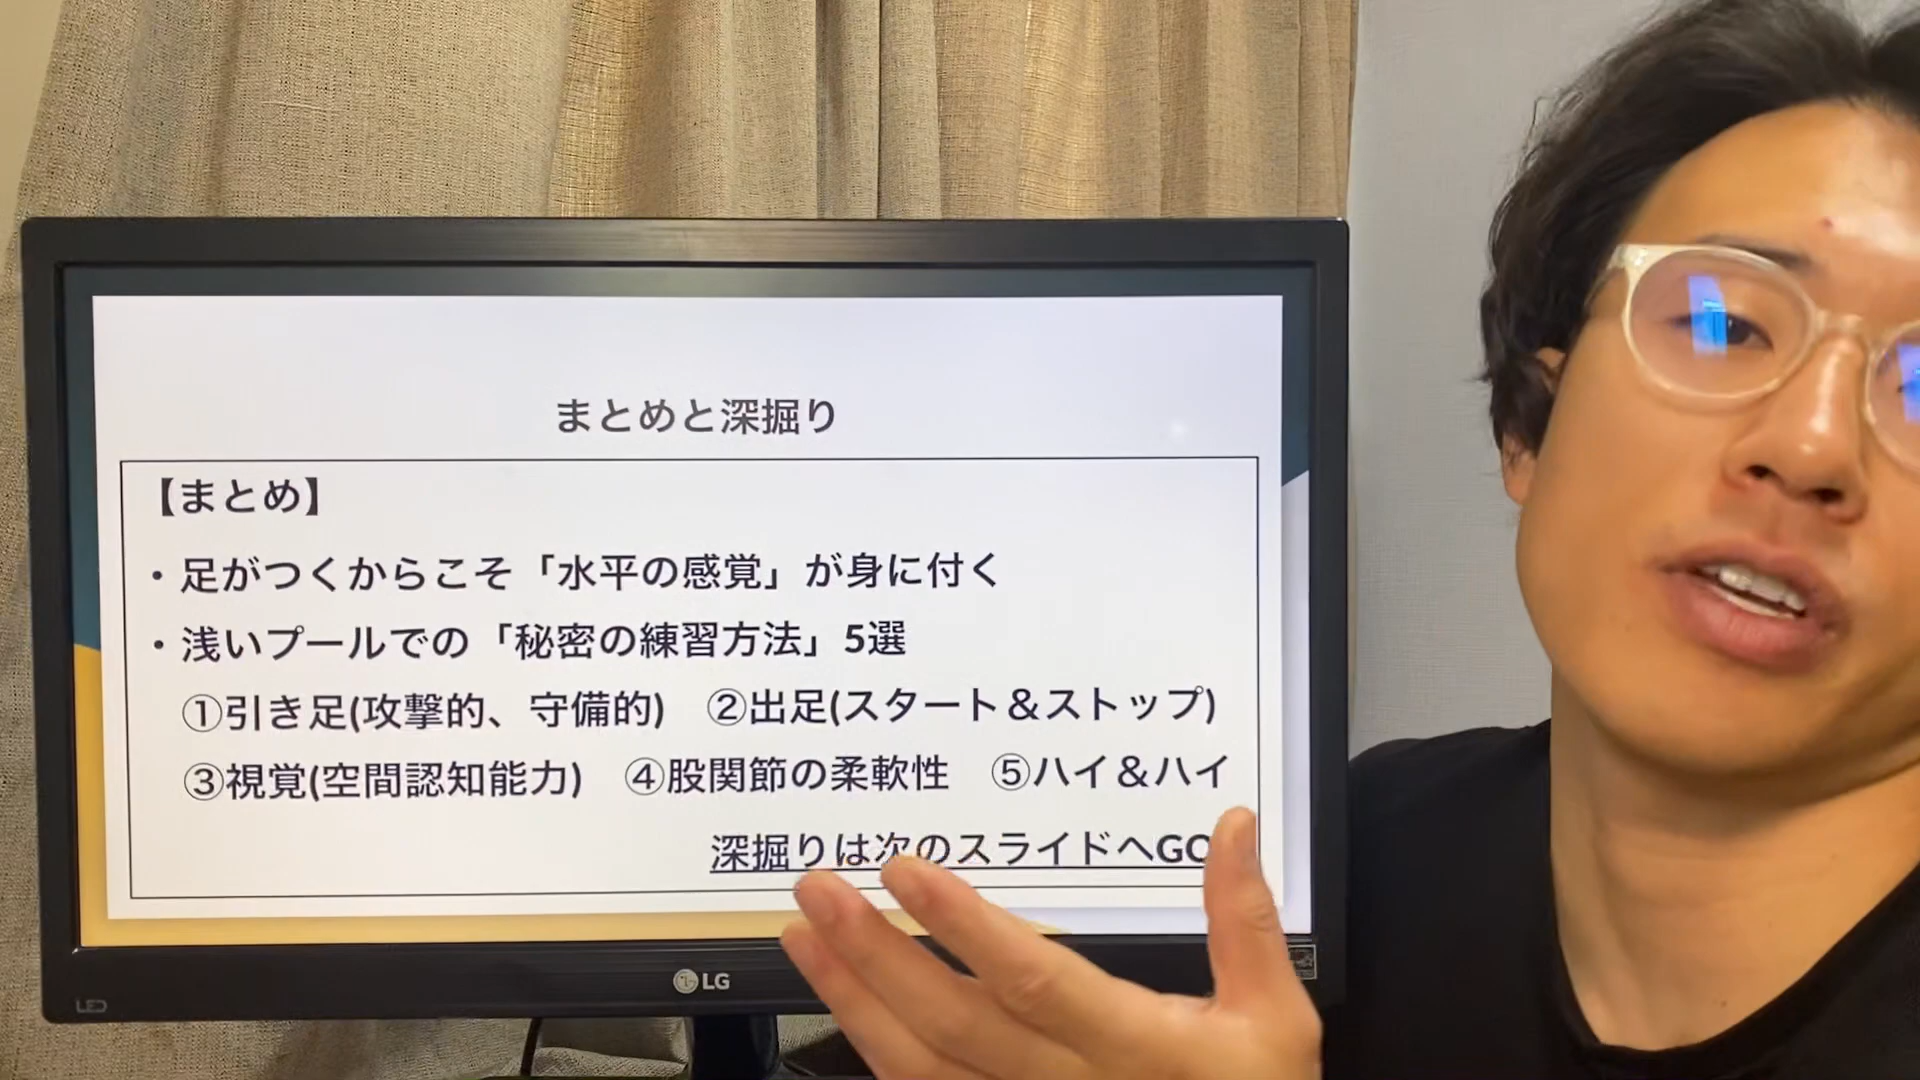 まとめと深掘り
【まとめ】
・足がつくからこそ「水平の感覚」が身に付く
・浅いプールでの「秘密の練習方法」5選
①引き足(攻撃的、守備的) ②出足(スタート＆ストップ)
③視覚(空間認知能力) ④股関節の柔軟性 ⑤ハイ＆ハイ
深掘りは次のスライドへGO
LG
LED